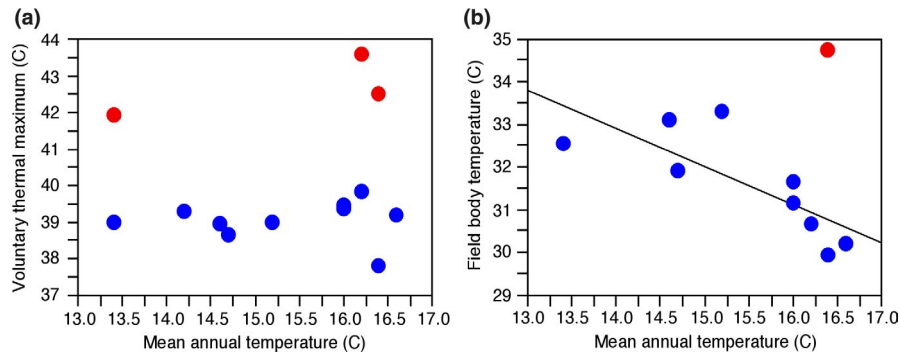 (a)
Voluntary thermal maximum (C)
44
43
42
41
40
39
38
37
13.0 13.5 14.0 14.5 15.0 15.5 16.0 16.5 17.0
Mean annual temperature (C)
(b)
Field body temperature (C)
35
34
33
32
31
30
29
13.0 13.5 14.0 14.5 15.0 15.5 16.0 16.5 17.0
Mean annual temperature (C)